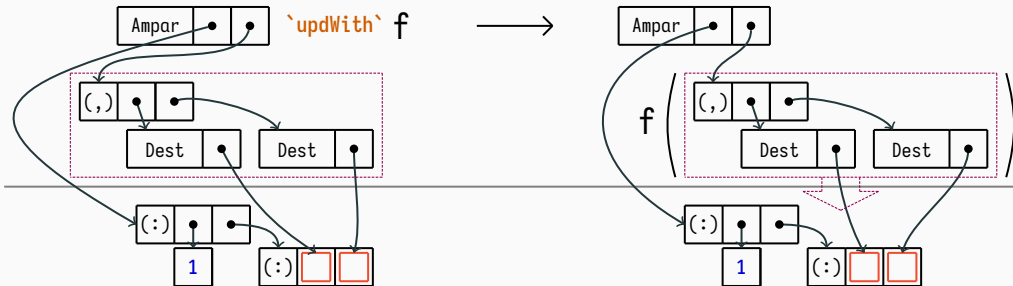 Ampar `updWith` f Ampar
(,) f ( (,) )
Dest Dest Dest Dest
(:) (:)
1 (:) 1 (:)